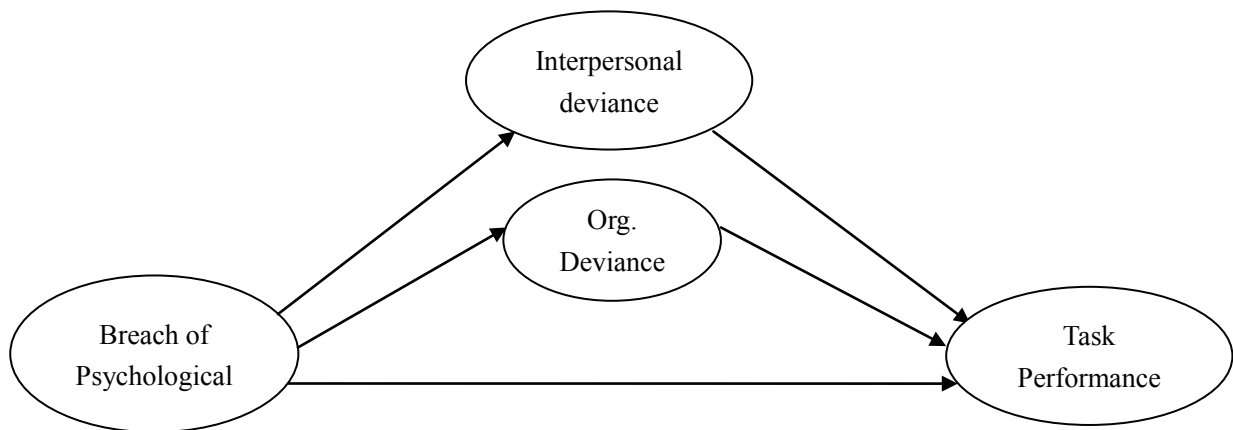 Interpersonal
deviance
Org.
Deviance
Breach of
Psychological
Task
Performance